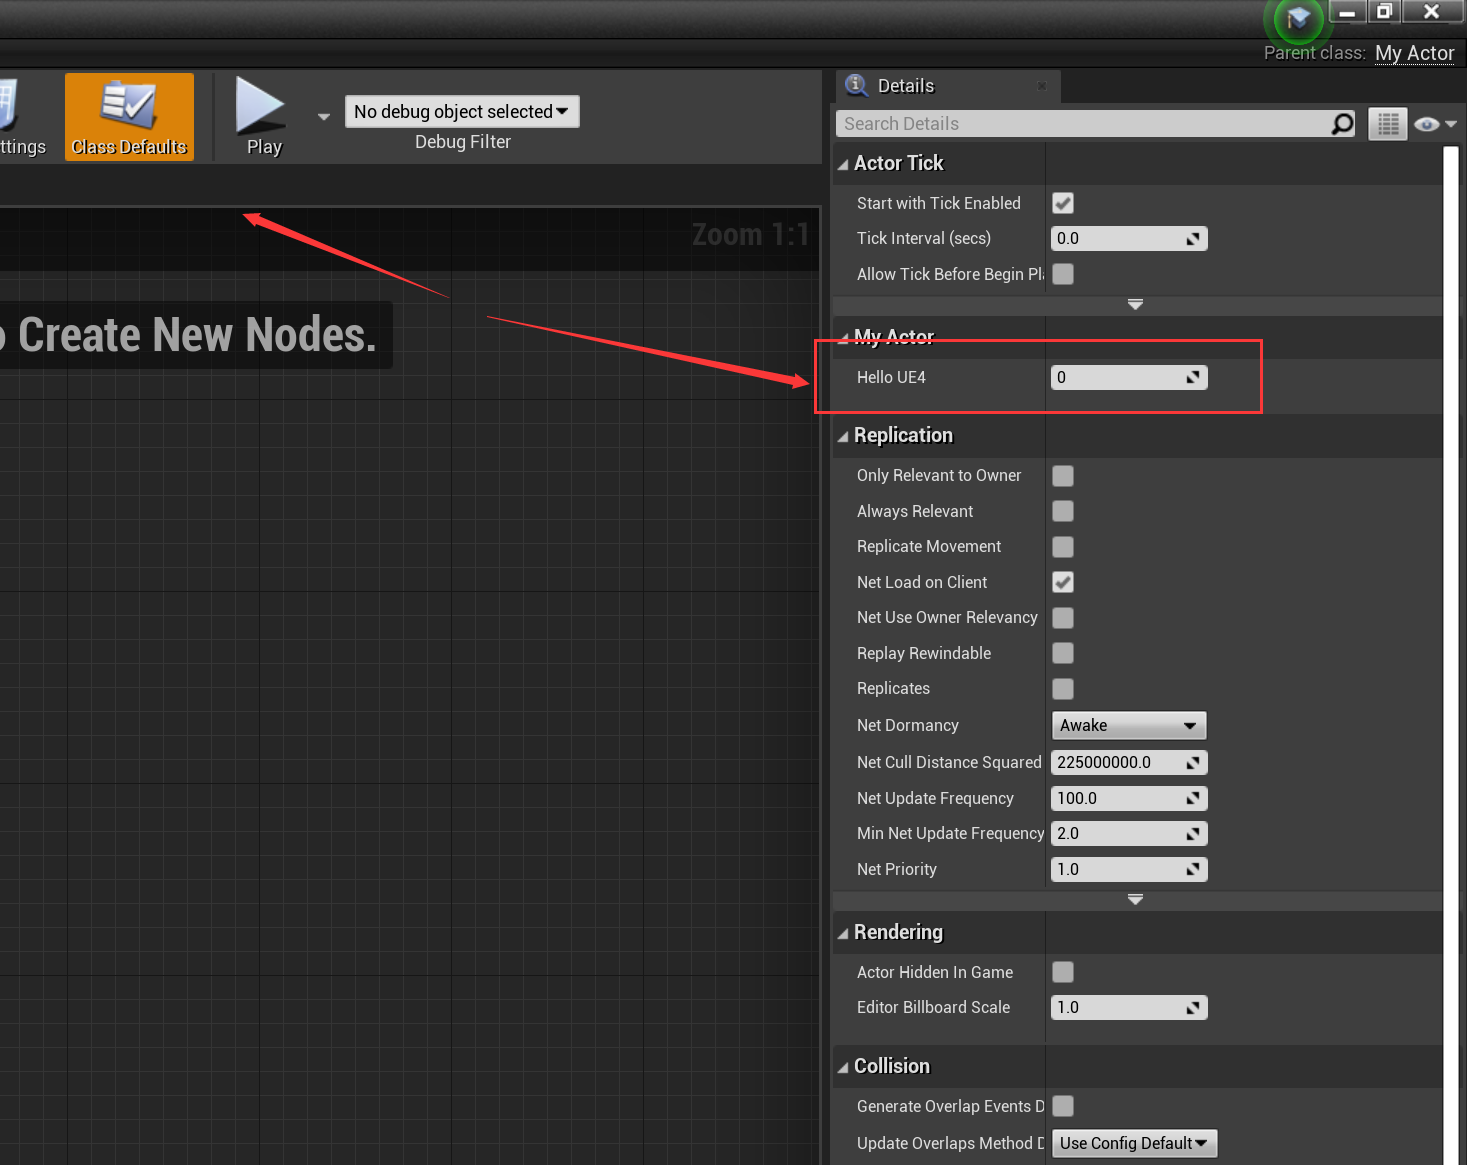 Parent class: My Actor
ttings
Class Defaults
Play
No debug object selected
Debug Filter
Zoom 1:1
Create New Nodes.
Details
Search Details
Actor Tick
Start with Tick Enabled
Tick Interval (secs) 0.0
Allow Tick Before Begin Pl
My Actor
Hello UE4 0
Replication
Only Relevant to Owner
Always Relevant
Replicate Movement
Net Load on Client
Net Use Owner Relevancy
Replay Rewindable
Replicates
Net Dormancy Awake
Net Cull Distance Squared 225000000.0
Net Update Frequency 100.0
Min Net Update Frequency 2.0
Net Priority 1.0
Rendering
Actor Hidden In Game
Editor Billboard Scale 1.0
Collision
Generate Overlap Events D
Update Overlaps Method D Use Config Default